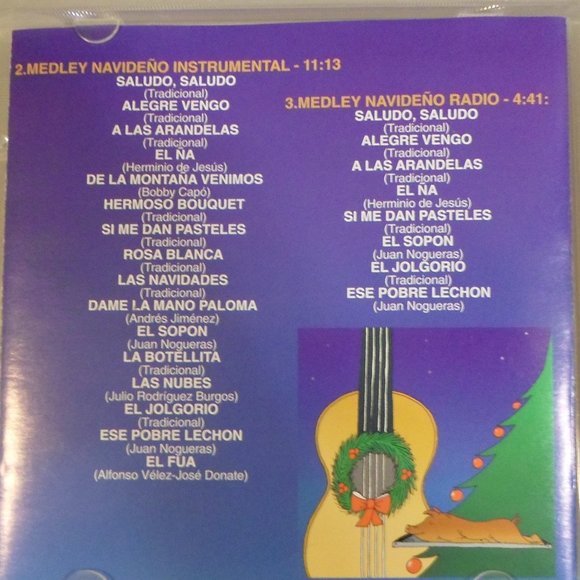 2.MEDLEY NAVIDEÑO INSTRUMENTAL - 11:13
SALUDO, SALUDO
(Tradicional)
ALEGRE VENGO
(Tradicional)
A LAS ARANDELAS
(Tradicional)
EL ÑA
(Herminio de Jesús)
DE LA MONTAÑA VENIMOS
(Bobby Capó)
HERMOSO BOUQUET
(Tradicional)
SI ME DAN PASTELES
(Tradicional)
ROSA BLANCA
(Tradicional)
LAS NAVIDADES
(Tradicional)
DAME LA MANO PALOMA
(Andrés Jiménez)
EL SOPON
(Juan Nogueras)
LA BOTELLITA
(Tradicional)
LAS NUBES
(Julio Rodríguez Burgos)
EL JOLGORIO
(Tradicional)
ESE POBRE LECHON
(Juan Nogueras)
EL FUA
(Alfonso Vélez-José Donate)
3.MEDLEY NAVIDEÑO RADIO - 4:41:
SALUDO, SALUDO
(Tradicional)
ALEGRE VENGO
(Tradicional)
A LAS ARANDELAS
(Tradicional)
EL ÑA
(Herminio de Jesús)
SI ME DAN PASTELES
(Tradicional)
EL SOPON
(Juan Nogueras)
EL JOLGORIO
(Tradicional)
ESE POBRE LECHON
(Juan Nogueras)